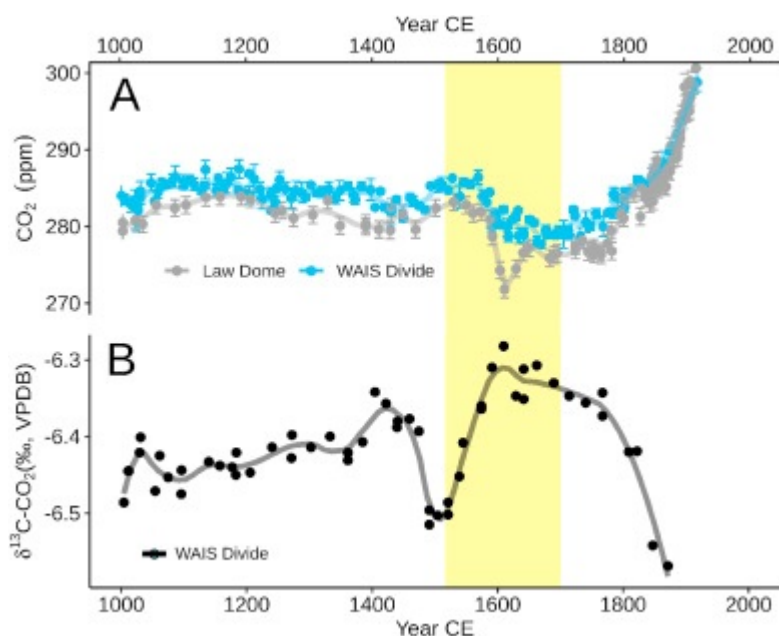 Year CE
1000 1200 1400 1600 1800 2000
A
300
290
280
270
CO₂ (ppm)
Law Dome WAIS Divide
B
-6.3
-6.4
-6.5
δ¹³C-CO₂(‰, VPDB)
WAIS Divide
1000 1200 1400 1600 1800 2000
Year CE